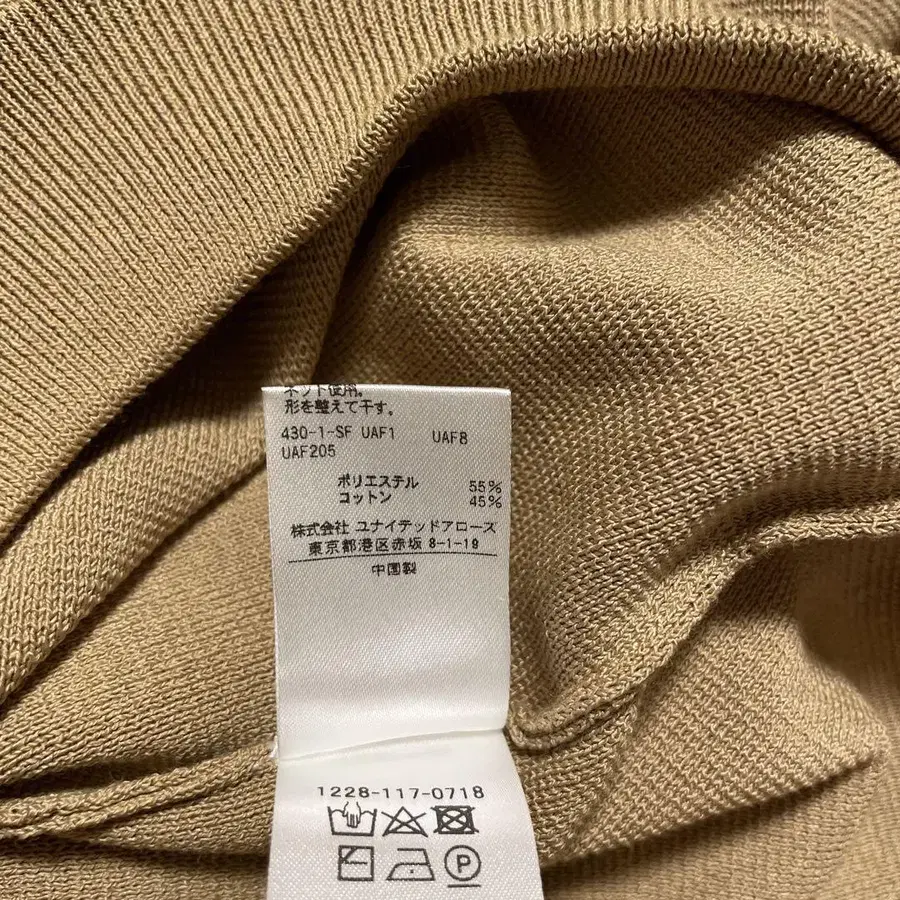 ネット使用。
形を整えて干す。
430-1-SF UAF1 UAF8
UAF205
ポリエステル 55%
コットン 45%
株式会社 ユナイテッドアローズ
東京都港区赤坂 8-1-19
中国製
1228-117-0718
P